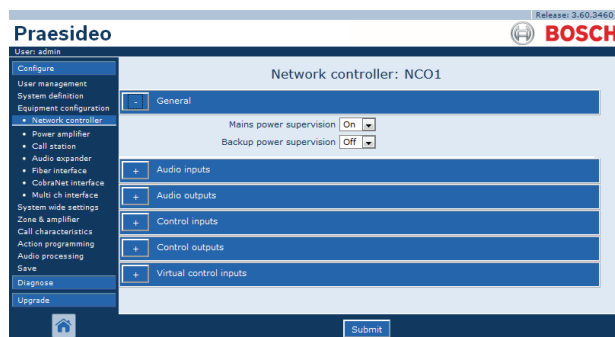 Release: 3.60.3460
Praesideo
BOSCH
User: admin
Configure
User management
System definition
Equipment configuration
• Network controller
• Power amplifier
• Call station
• Audio expander
• Fiber interface
• CobraNet interface
• Multi ch interface
System wide settings
Zone & amplifier
Call characteristics
Action programming
Audio processing
Save
Diagnose
Upgrade
Network controller: NCO1
- General
Mains power supervision On
Backup power supervision Off
+ Audio inputs
+ Audio outputs
+ Control inputs
+ Control outputs
+ Virtual control inputs
Submit